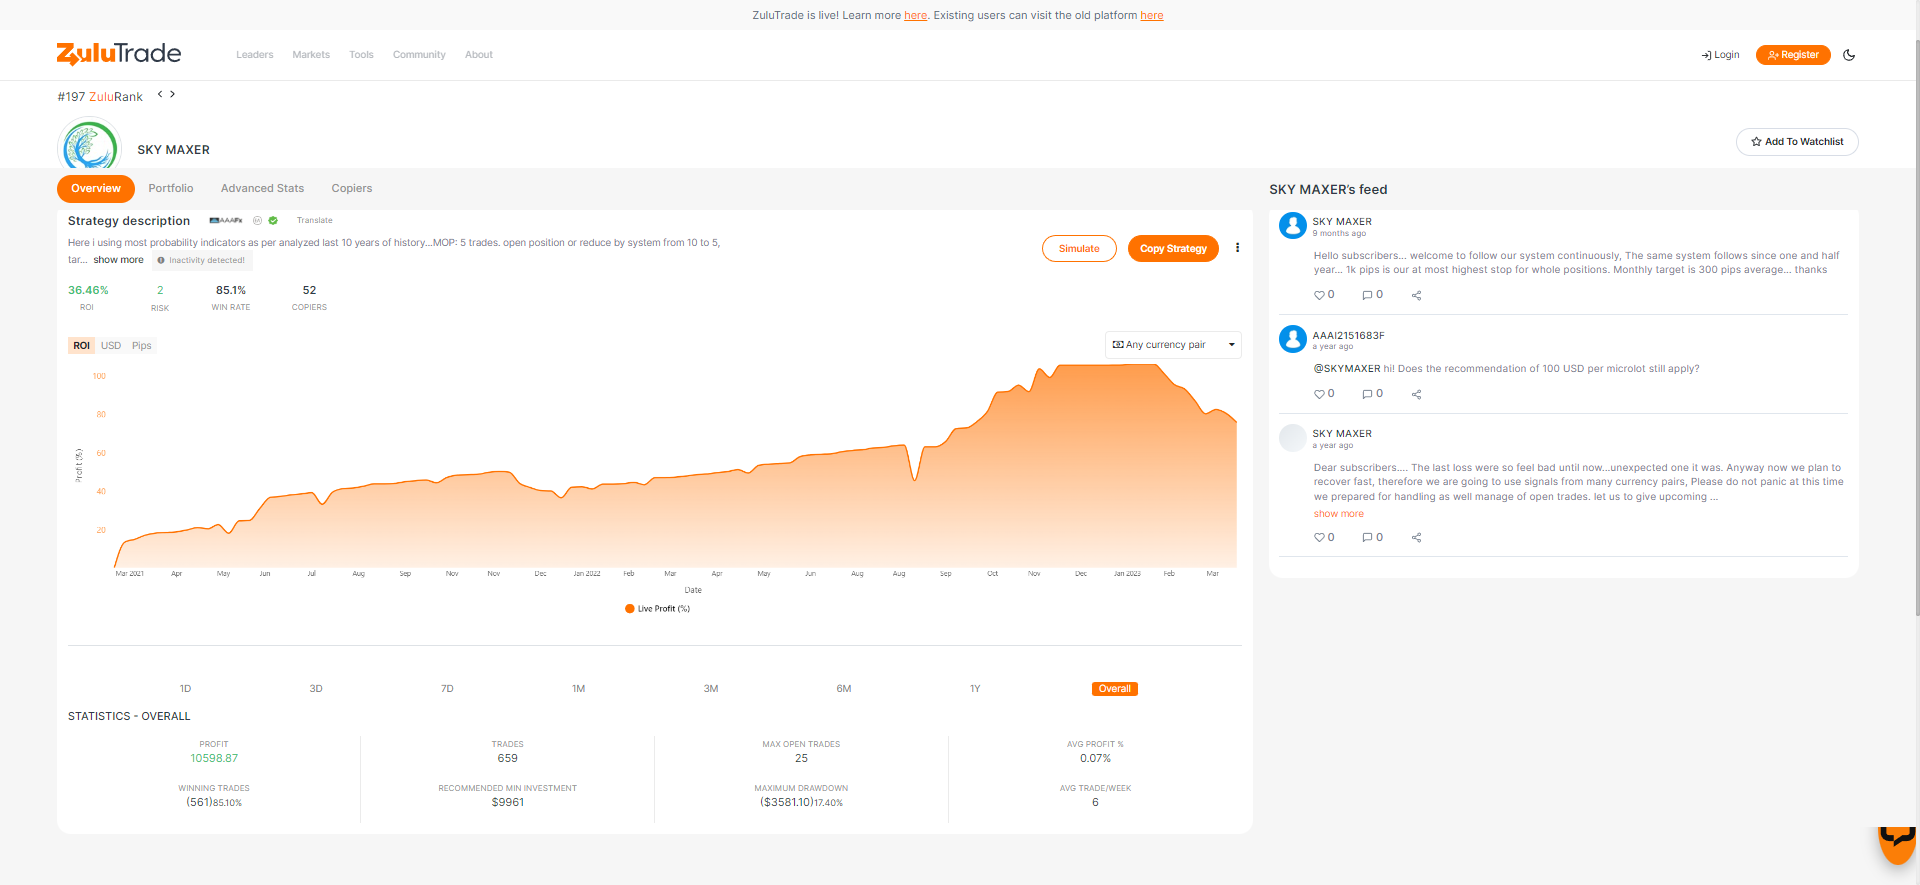 ZuluTrade is live! Learn more here. Existing users can visit the old platform here
ZuluTrade
Leaders Markets Tools Community About
Login Register
#197 ZuluRank < >
SKY MAXER
Add To Watchlist
Overview Portfolio Advanced Stats Copiers
Strategy description AAAFx Translate
Here i using most probability indicators as per analyzed last 10 years of history...MOP: 5 trades. open position or reduce by system from 10 to 5,
tar... show more Inactivity detected!
Simulate Copy Strategy
36.46% 2 85.1% 52
ROI RISK WIN RATE COPIERS
ROI USD Pips
Any currency pair
100
80
60
40
20
Profit (%)
Mar 2021 Apr May Jun Jul Aug Sep Nov Nov Dec Jan 2022 Feb Mar Apr May Jun Aug Aug Sep Oct Nov Dec Jan 2023 Feb Mar
Date
Live Profit (%)
1D 3D 7D 1M 3M 6M 1Y Overall
STATISTICS - OVERALL
PROFIT TRADES MAX OPEN TRADES AVG PROFIT %
10598.87 659 25 0.07%
WINNING TRADES RECOMMENDED MIN INVESTMENT MAXIMUM DRAWDOWN AVG TRADE/WEEK
(561)85.10% $9961 ($3581.10)17.40% 6
SKY MAXER's feed
SKY MAXER
9 months ago
Hello subscribers... welcome to follow our system continuously, The same system follows since one and half
year... 1k pips is our at most highest stop for whole positions. Monthly target is 300 pips average... thanks
0 0
AAAI2151683F
a year ago
@SKYMAXER hi! Does the recommendation of 100 USD per microlot still apply?
0 0
SKY MAXER
a year ago
Dear subscribers.... The last loss were so feel bad until now...unexpected one it was. Anyway now we plan to
recover fast, therefore we are going to use signals from many currency pairs, Please do not panic at this time
we prepared for handling as well manage of open trades. let us to give upcoming ...
show more
0 0